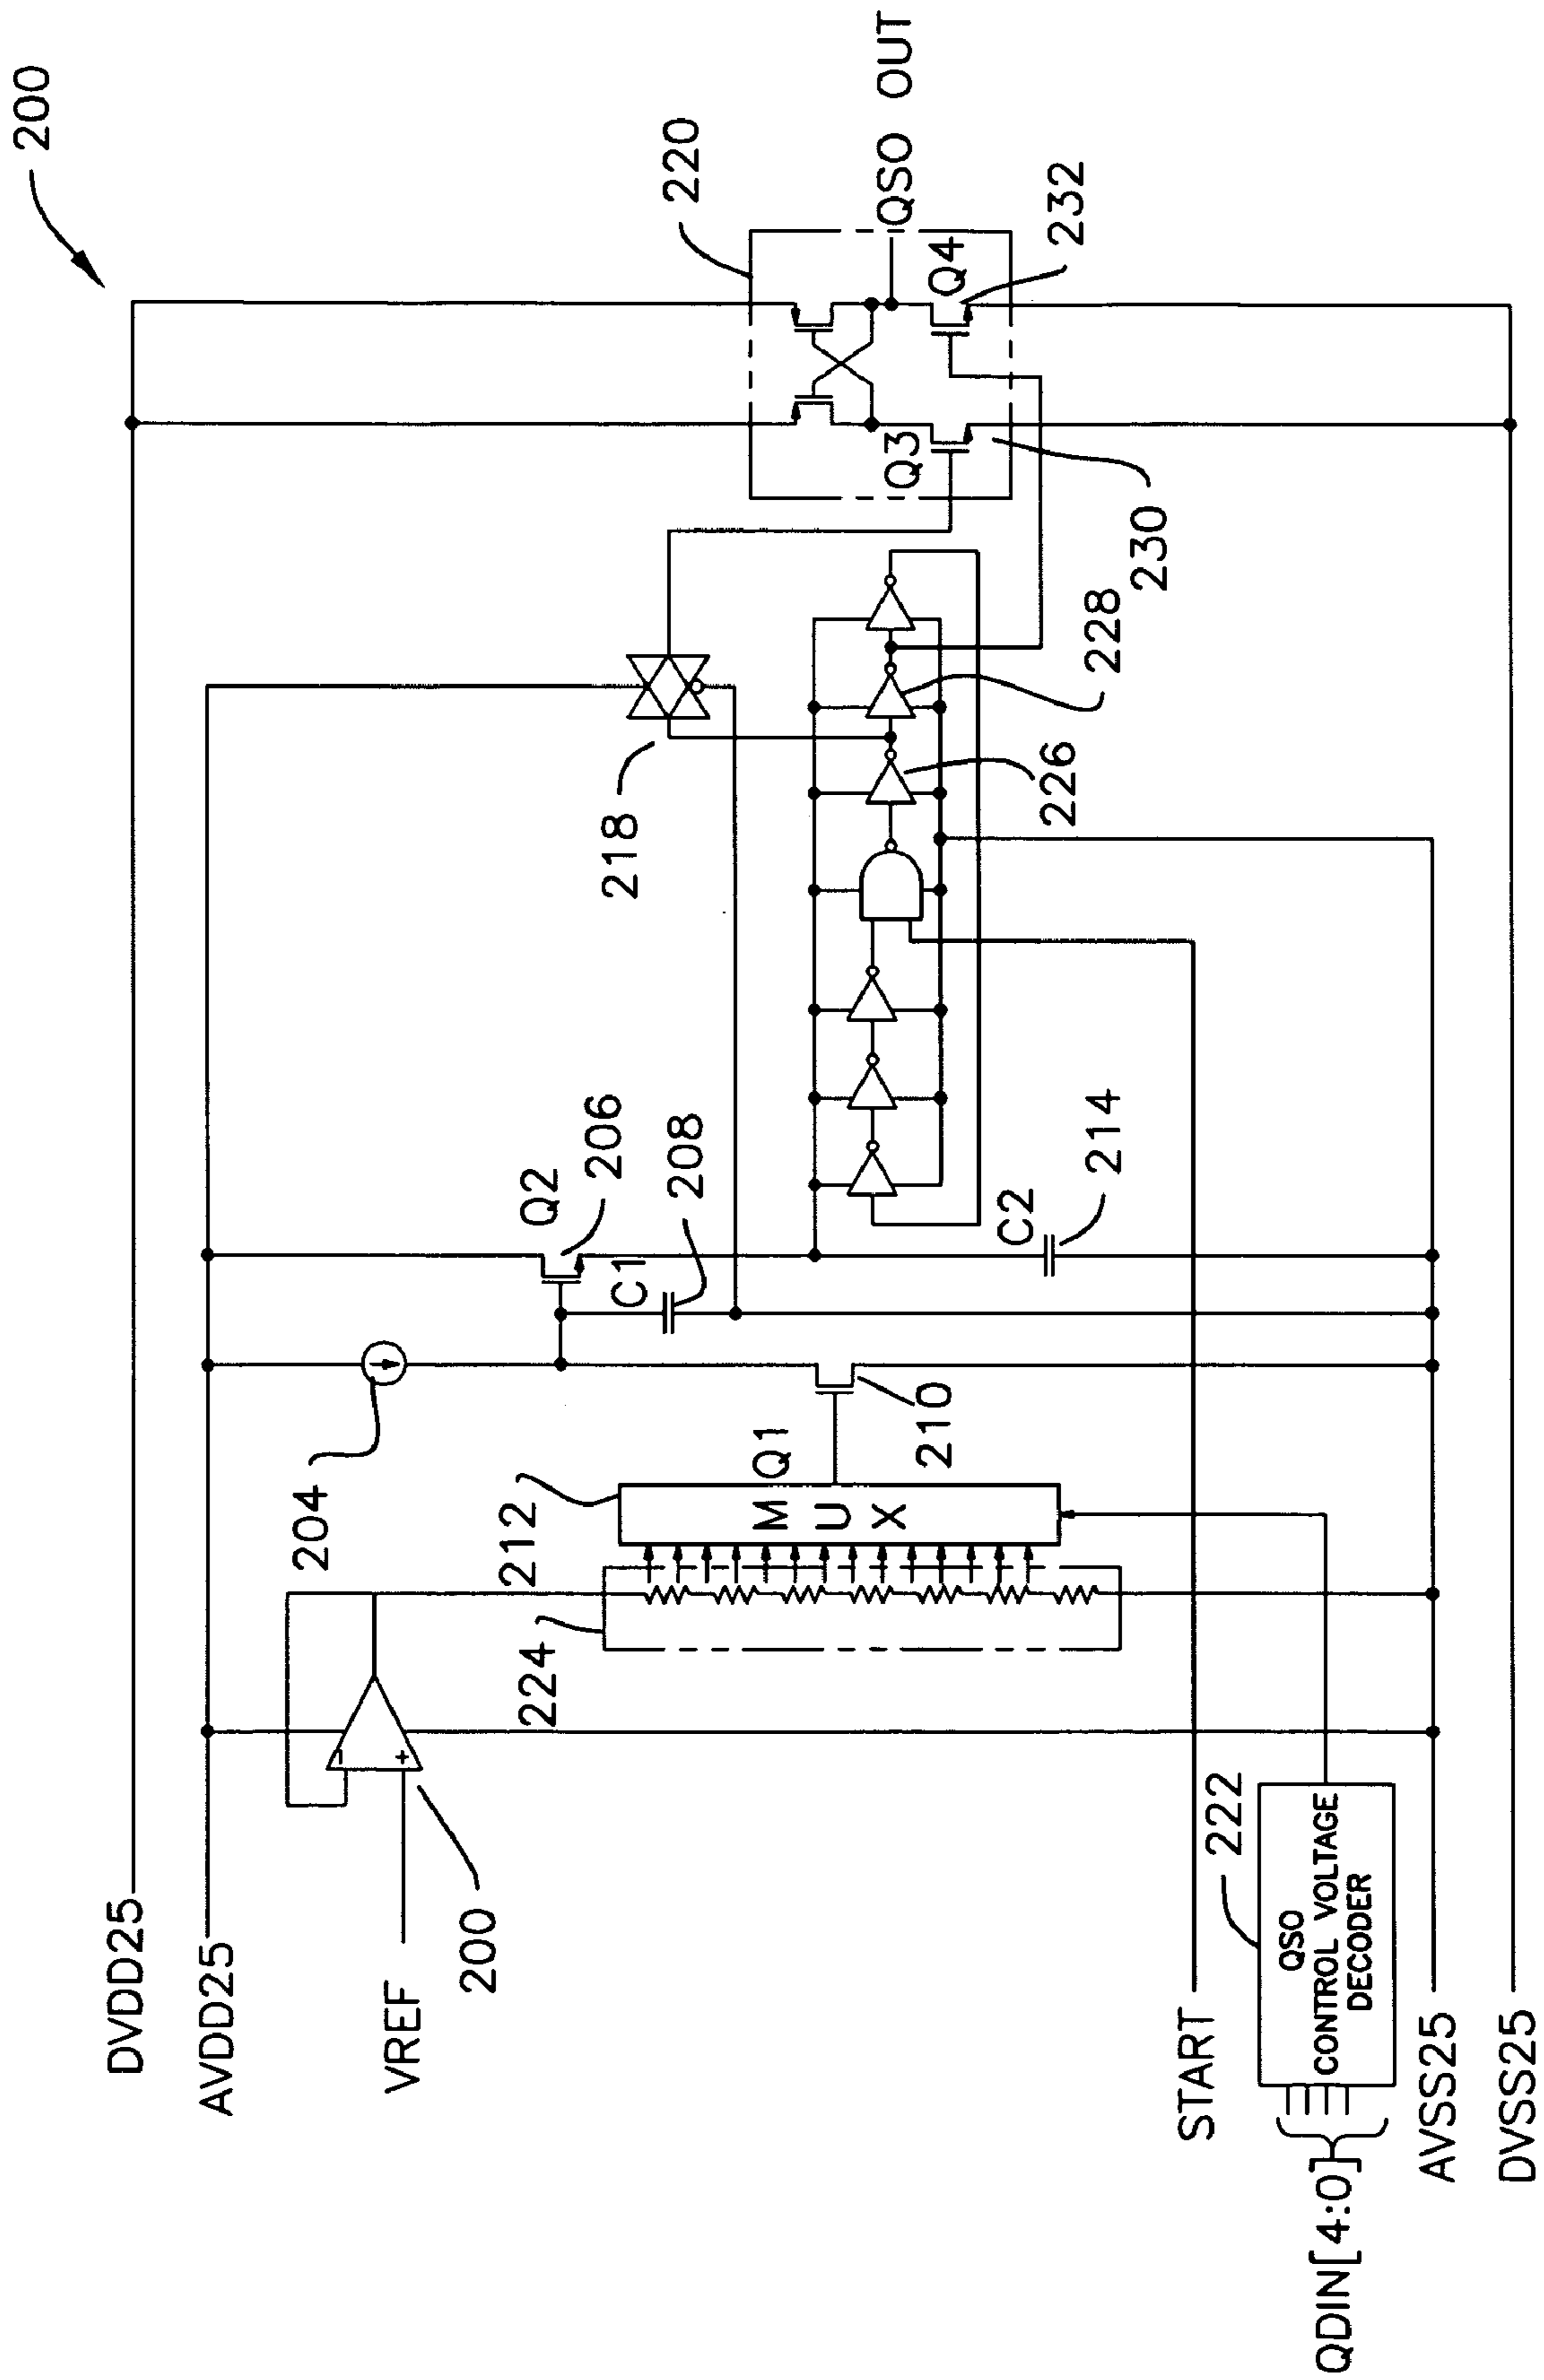 200
DVDD25
AVDD25
VREF
200
204
Q2
206
C1
208
218
220
QSO OUT
Q4
232
Q3
230
212
224
M
U
X
Q1
210
C2
214
226
228
START
222
QSO
CONTROL VOLTAGE
DECODER
QDIN[4:0]
AVSS25
DVSS25
-
+